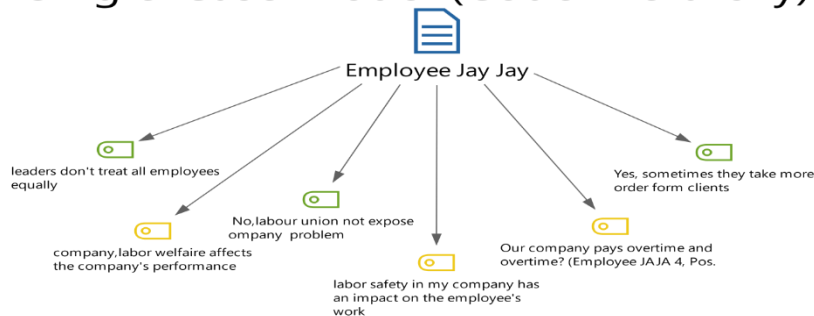 Employee Jay Jay
leaders don't treat all employees
equally
Yes, sometimes they take more
order form clients
No,labour union not expose
ompany problem
company,labor welfaire affects
the company's performance
Our company pays overtime and
overtime? (Employee JAJA 4, Pos.
labor safety in my company has
an impact on the employee's
work